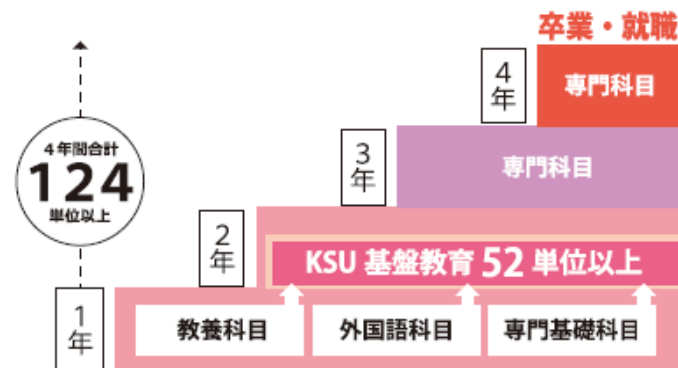 卒業・就職
4年
専門科目
3年
専門科目
4年間合計
124
単位以上
2年
KSU 基盤教育 52 単位以上
1年
教養科目
外国語科目
専門基礎科目